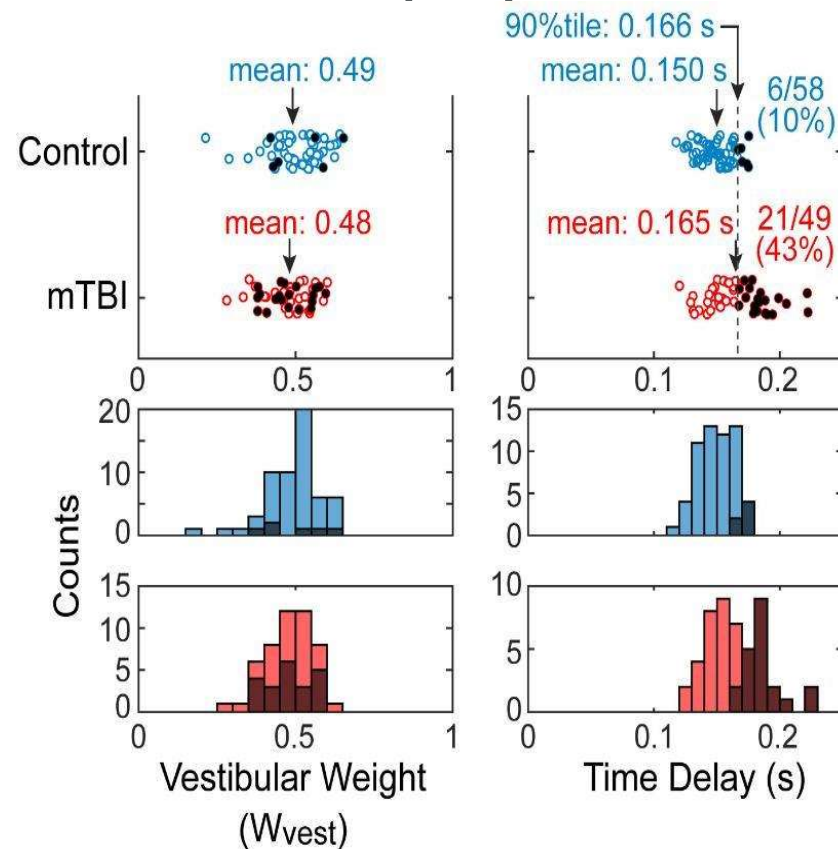 90%tile: 0.166 s
mean: 0.49
mean: 0.150 s
6/58
(10%)
Control
mean: 0.48
mean: 0.165 s
21/49
(43%)
mTBI
0 0.5 1
0 0.1 0.2
20
10
0
15
10
5
0
Counts
15
10
5
0
10
5
0
0 0.5 1
0 0.1 0.2
Vestibular Weight
(Wvest)
Time Delay (s)